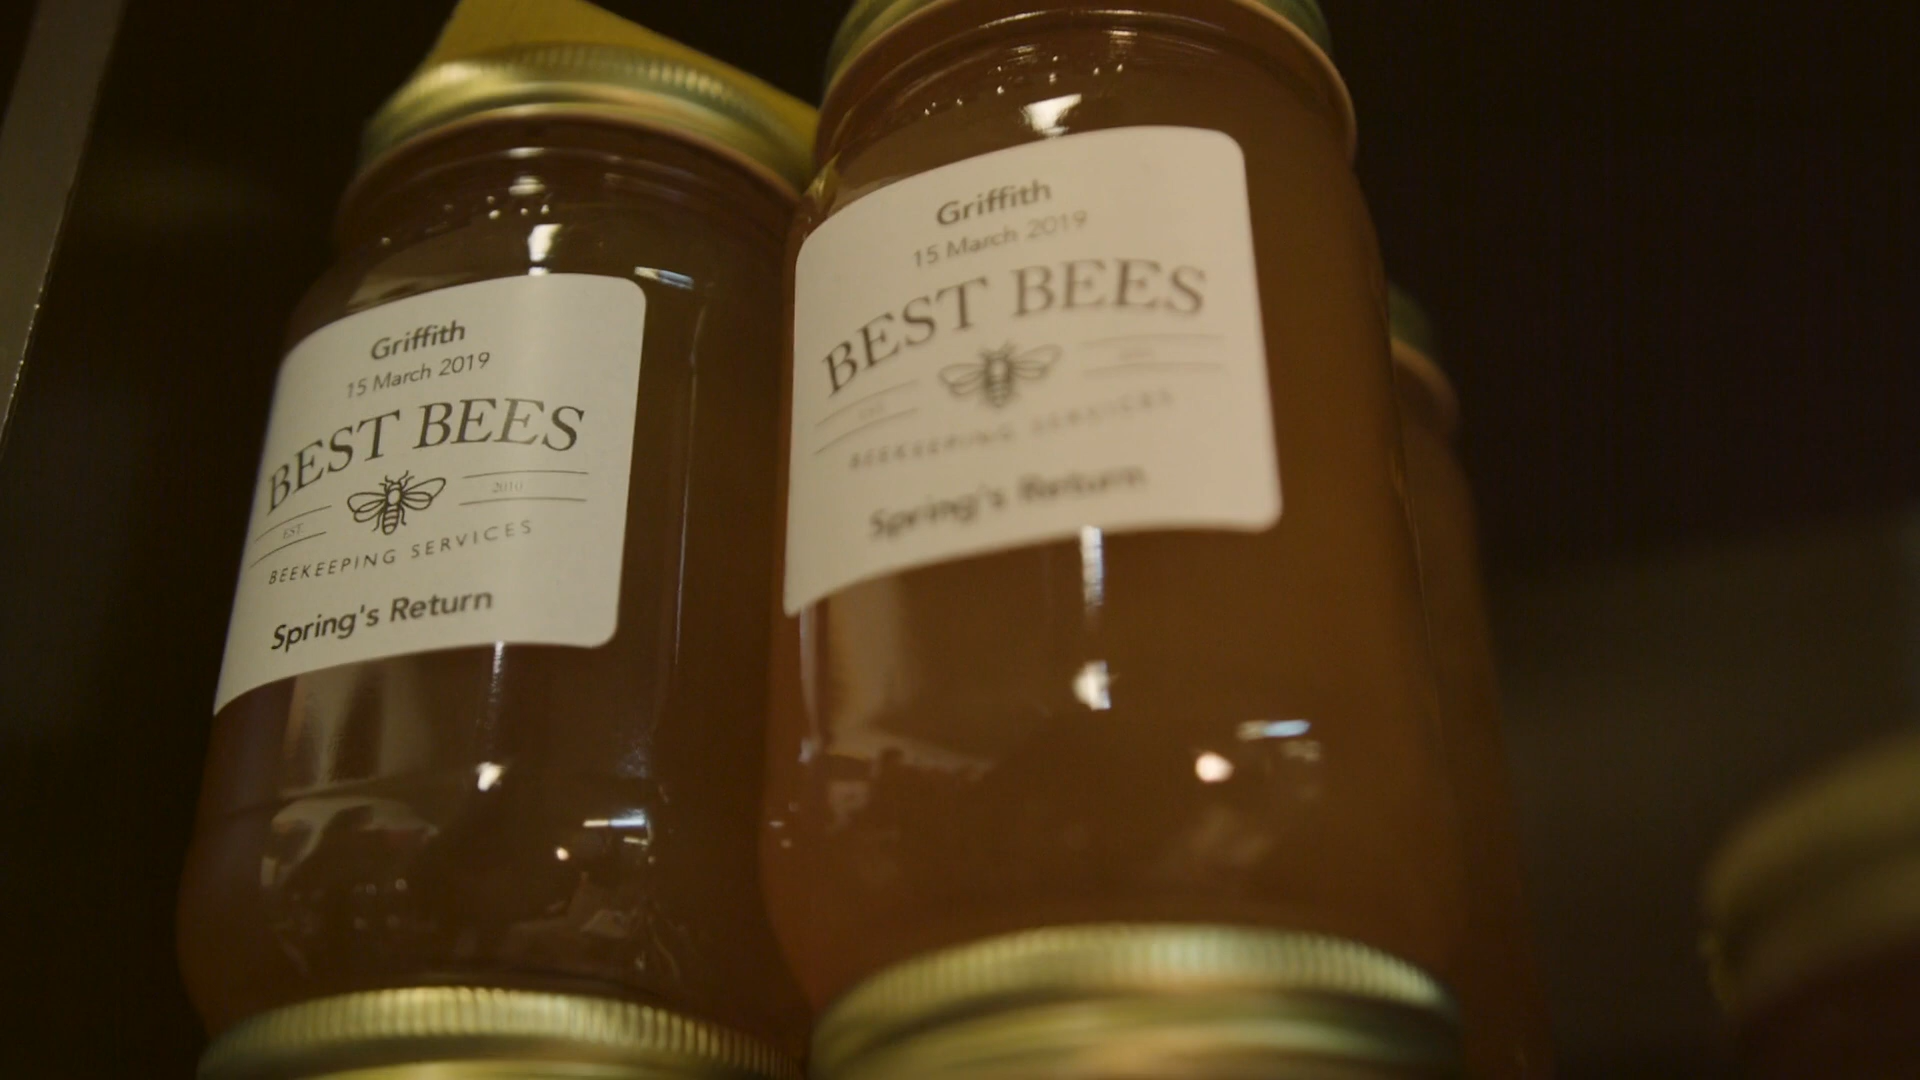 Griffith
15 March 2019
BEST BEES
EST. 2010
BEEKEEPING SERVICES
Spring's Return
Griffith
15 March 2019
BEST BEES
BEEKEEPING SERVICES
Spring's Return